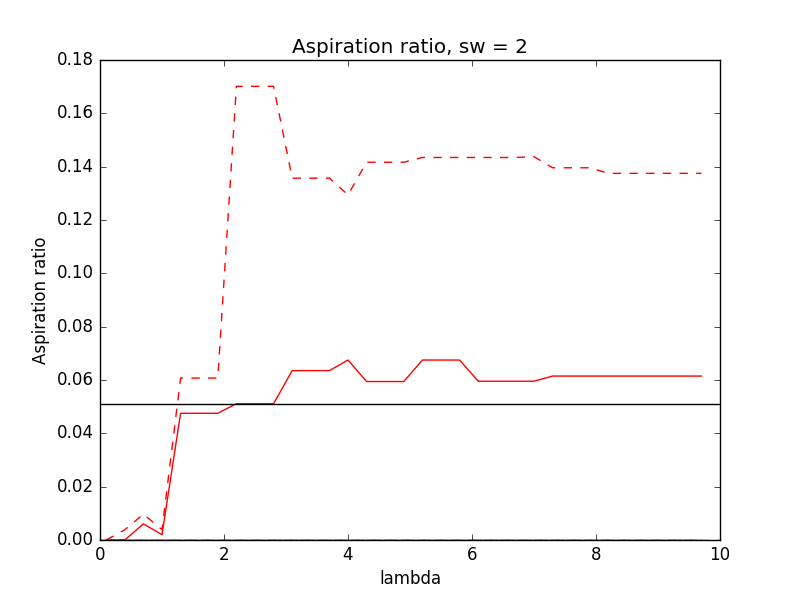 Aspiration ratio, sw = 2
0.18
0.16
0.14
0.12
0.10
0.08
0.06
0.04
0.02
0.00
Aspiration ratio
0 2 4 6 8 10
lambda